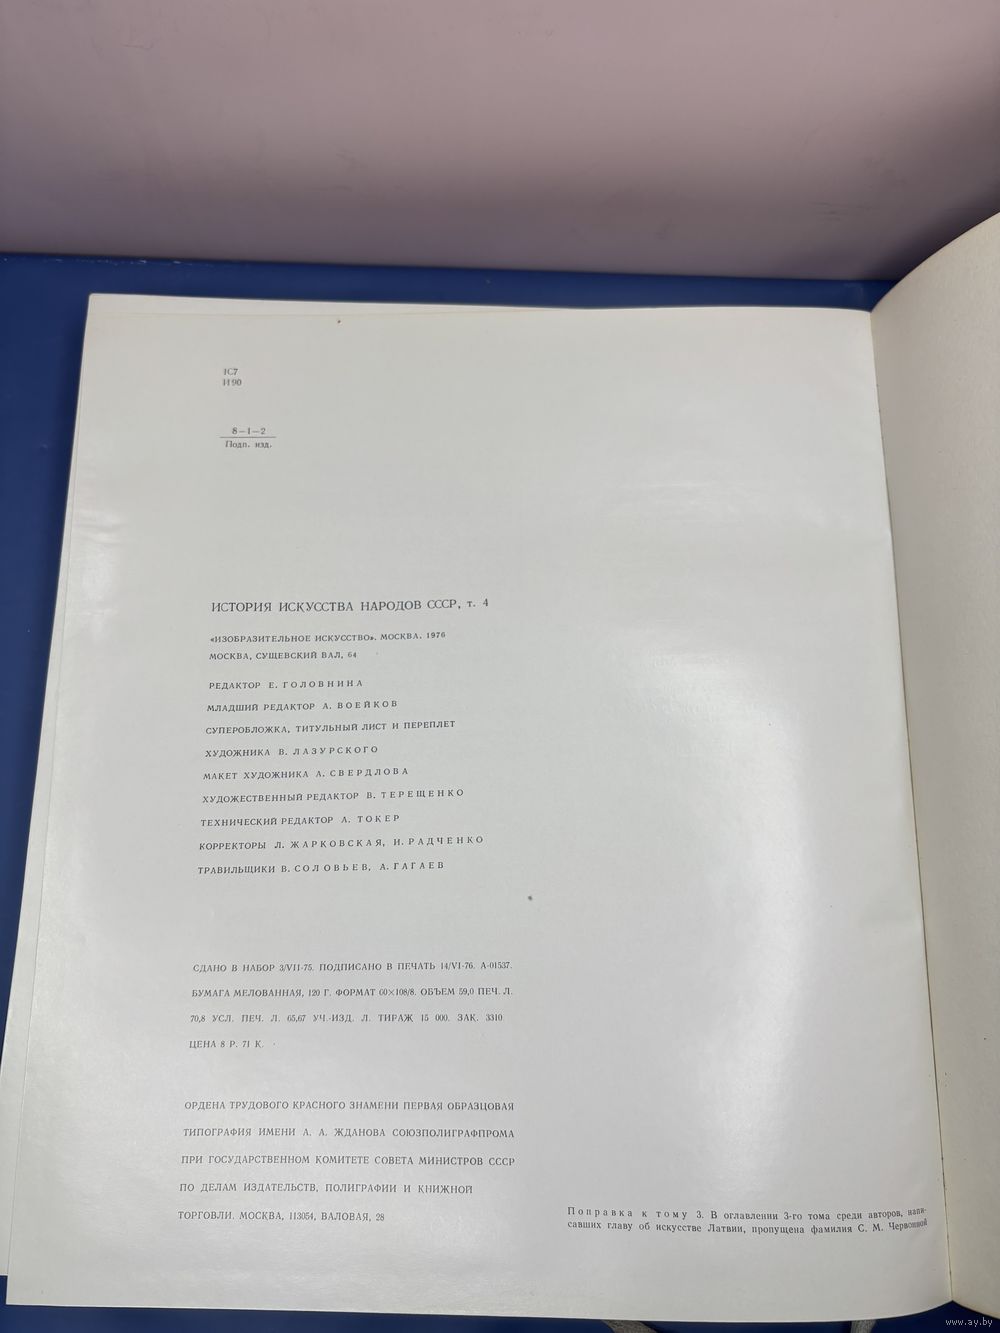 1С7
И90
8—1—2
Подп. изд.
ИСТОРИЯ ИСКУССТВА НАРОДОВ СССР, т. 4
«ИЗОБРАЗИТЕЛЬНОЕ ИСКУССТВО». МОСКВА. 1976
МОСКВА, СУЩЕВСКИЙ ВАЛ, 64
РЕДАКТОР Е. ГОЛОВНИНА
МЛАДШИЙ РЕДАКТОР А. ВОЕЙКОВ
СУПЕРОБЛОЖКА, ТИТУЛЬНЫЙ ЛИСТ И ПЕРЕПЛЕТ
ХУДОЖНИКА В. ЛАЗУРСКОГО
МАКЕТ ХУДОЖНИКА А. СВЕРДЛОВА
ХУДОЖЕСТВЕННЫЙ РЕДАКТОР В. ТЕРЕЩЕНКО
ТЕХНИЧЕСКИЙ РЕДАКТОР А. ТОКЕР
КОРРЕКТОРЫ Л. ЖАРКОВСКАЯ, И. РАДЧЕНКО
ТРАВИЛЬЩИКИ В. СОЛОВЬЕВ, А. ГАГАЕВ
СДАНО В НАБОР 3/VII-75. ПОДПИСАНО В ПЕЧАТЬ 14/VI-76. А-01537.
БУМАГА МЕЛОВАННАЯ, 120 Г. ФОРМАТ 60×108/8. ОБЪЕМ 59,0 ПЕЧ. Л.
70,8 УСЛ. ПЕЧ. Л. 65,67 УЧ.-ИЗД. Л. ТИРАЖ 15 000. ЗАК. 3310
ЦЕНА 8 Р. 71 К.
ОРДЕНА ТРУДОВОГО КРАСНОГО ЗНАМЕНИ ПЕРВАЯ ОБРАЗЦОВАЯ
ТИПОГРАФИЯ ИМЕНИ А. А. ЖДАНОВА СОЮЗПОЛИГРАФПРОМА
ПРИ ГОСУДАРСТВЕННОМ КОМИТЕТЕ СОВЕТА МИНИСТРОВ СССР
ПО ДЕЛАМ ИЗДАТЕЛЬСТВ, ПОЛИГРАФИИ И КНИЖНОЙ
ТОРГОВЛИ. МОСКВА, 113054, ВАЛОВАЯ, 28
Поправка к тому 3. В оглавлении 3-го тома среди авторов, напи-
савших главу об искусстве Латвии, пропущена фамилия С. М. Червонной
www.ay.by